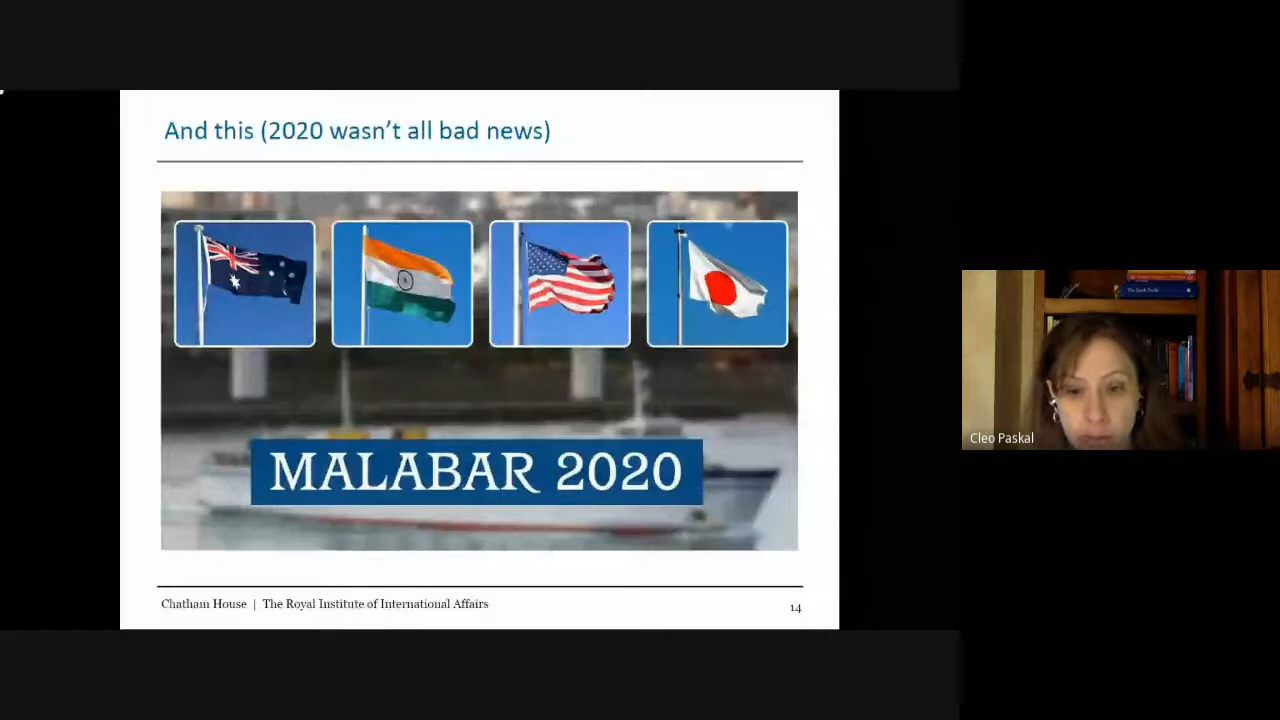 And this (2020 wasn't all bad news)
MALABAR 2020
Chatham House | The Royal Institute of International Affairs
14
Cleo Paskal